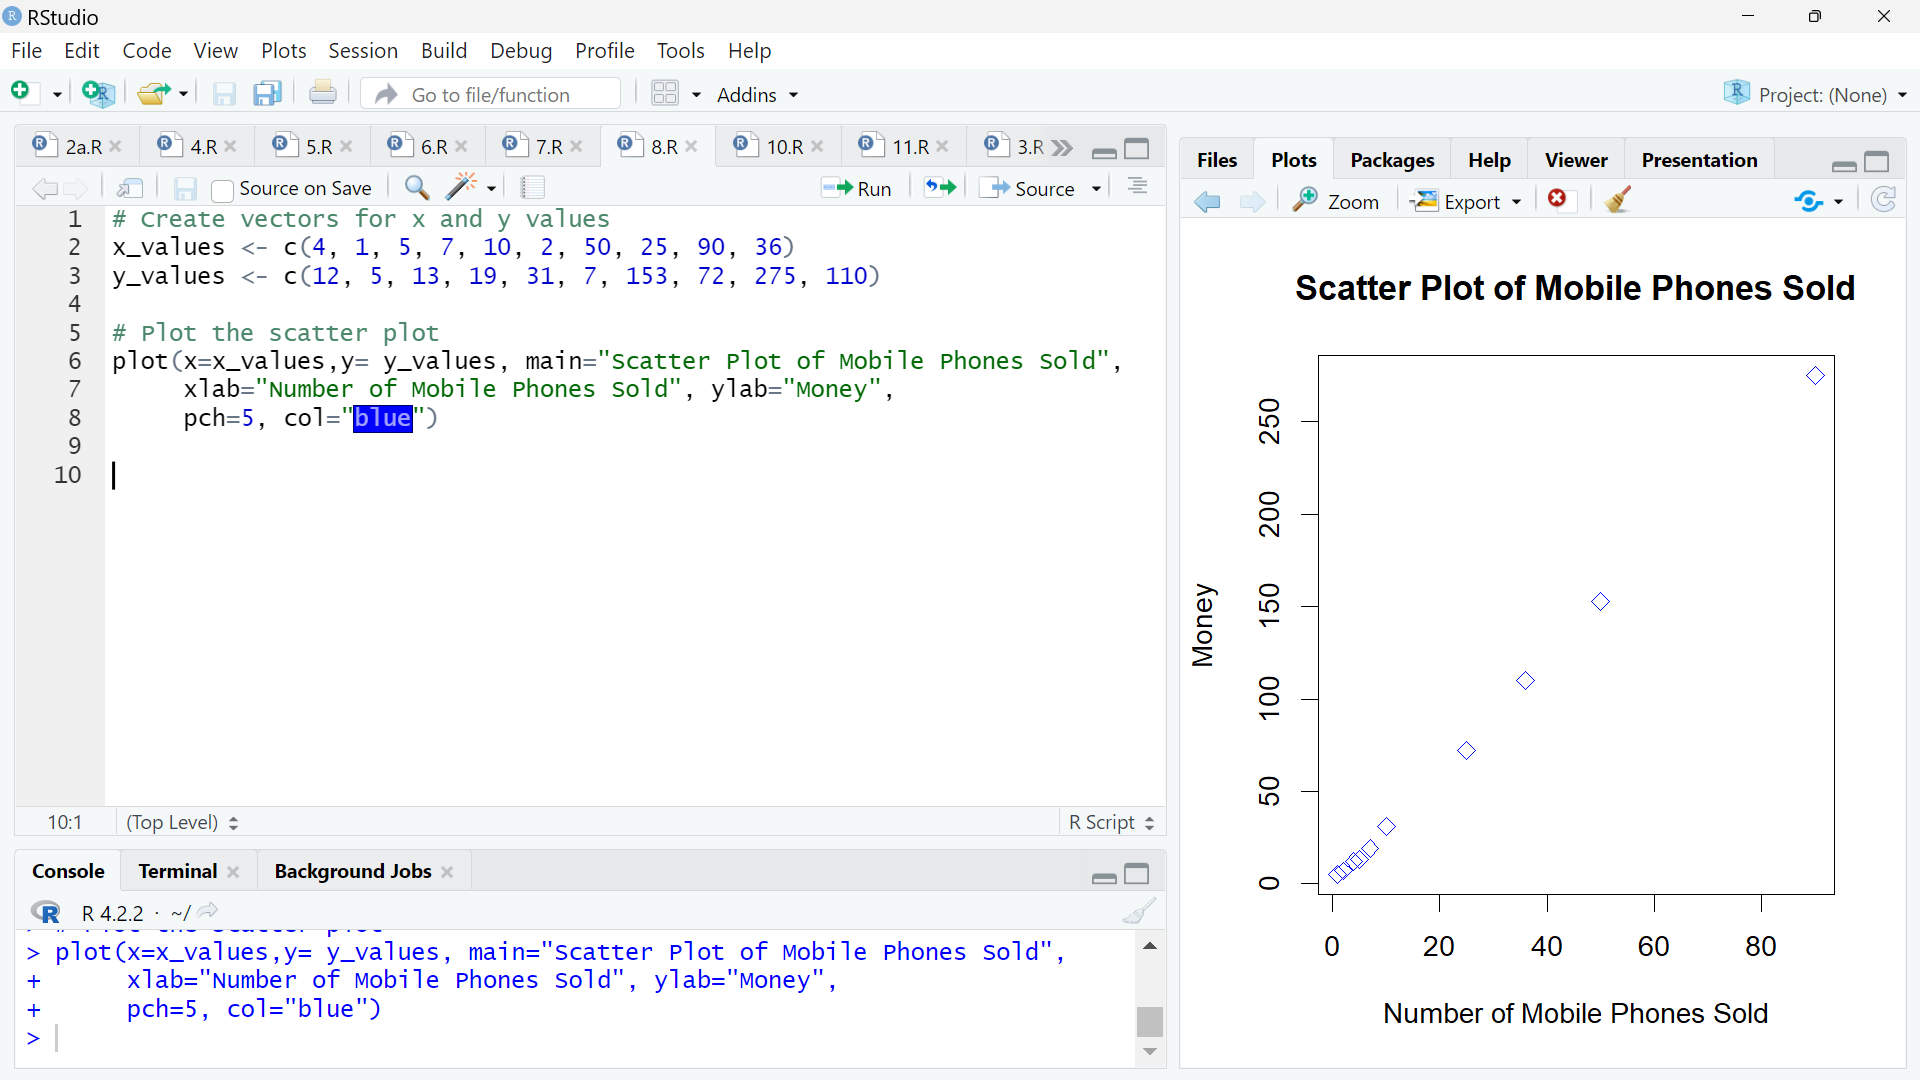 RStudio
File Edit Code View Plots Session Build Debug Profile Tools Help
Go to file/function Addins Project: (None)
2a.R 4.R 5.R 6.R 7.R 8.R 10.R 11.R 3.R
Source on Save Run Source
1 # Create vectors for x and y values
2 x_values <- c(4, 1, 5, 7, 10, 2, 50, 25, 90, 36)
3 y_values <- c(12, 5, 13, 19, 31, 7, 153, 72, 275, 110)
4
5 # Plot the scatter plot
6 plot(x=x_values,y= y_values, main="Scatter Plot of Mobile Phones Sold",
7 xlab="Number of Mobile Phones Sold", ylab="Money",
8 pch=5, col="blue")
9
10
10:1 (Top Level) R Script
Console Terminal Background Jobs
R 4.2.2 · ~/
> plot(x=x_values,y= y_values, main="Scatter Plot of Mobile Phones Sold",
+ xlab="Number of Mobile Phones Sold", ylab="Money",
+ pch=5, col="blue")
>
Files Plots Packages Help Viewer Presentation
Zoom Export
Scatter Plot of Mobile Phones Sold
Money
250
200
150
100
50
0
0 20 40 60 80
Number of Mobile Phones Sold